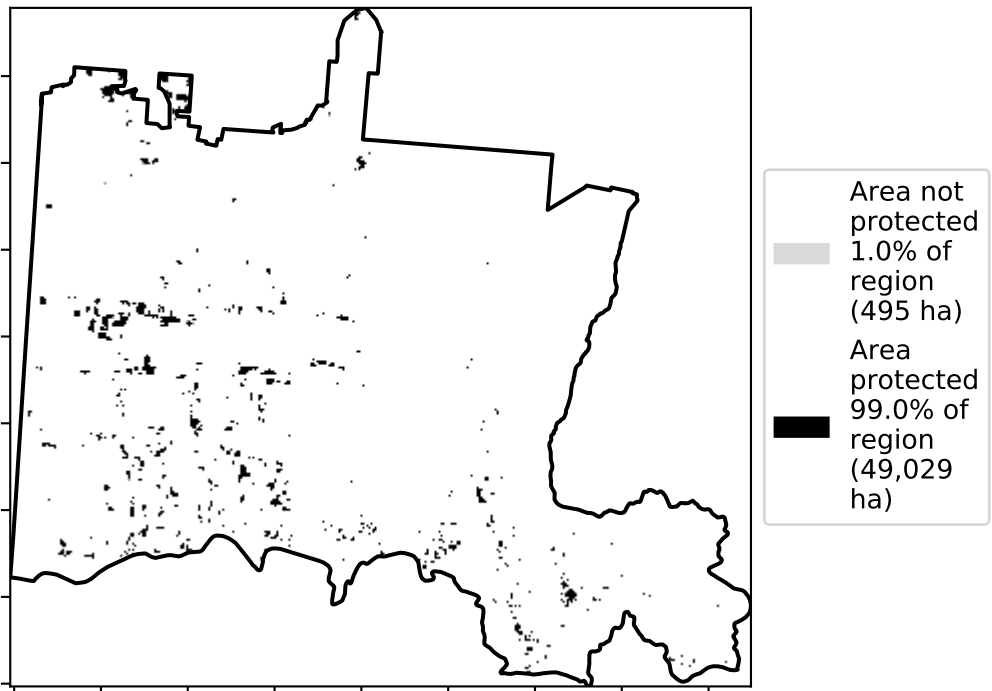 Area not
protected
1.0% of
region
(495 ha)
Area
protected
99.0% of
region
(49,029
ha)